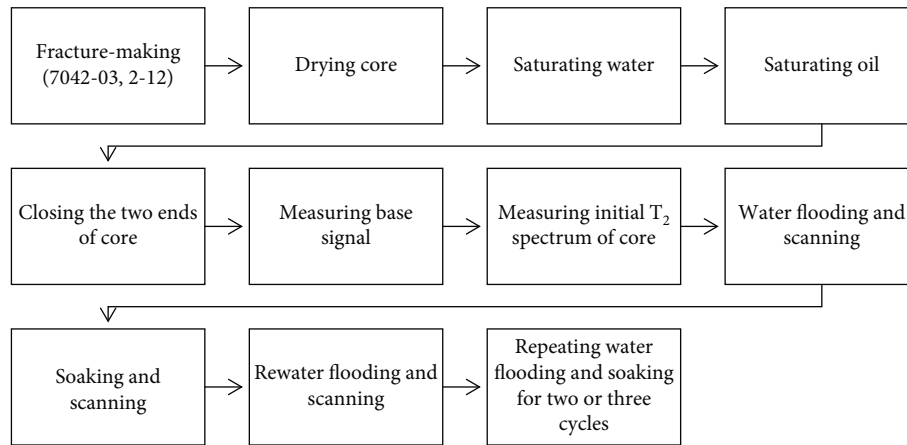 Fracture-making
(7042-03, 2-12)
Drying core
Saturating water
Saturating oil
Closing the two ends
of core
Measuring base
signal
Measuring initial T₂
spectrum of core
Water flooding and
scanning
Soaking and
scanning
Rewater flooding and
scanning
Repeating water
flooding and soaking
for two or three
cycles